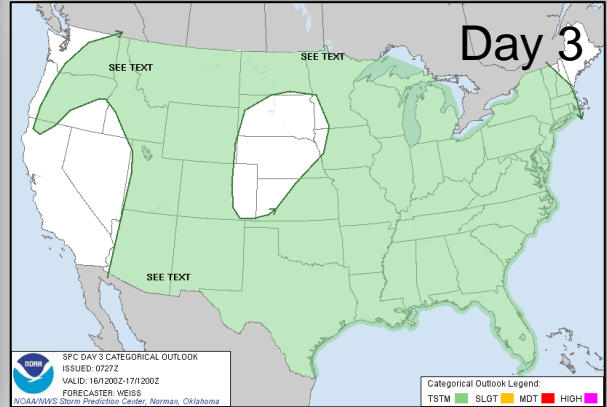 Day 3
SEE TEXT
SEE TEXT
SEE TEXT
NOAA
SPC DAY 3 CATEGORICAL OUTLOOK
ISSUED: 0727Z
VALID: 16/1200Z-17/1200Z
FORECASTER: WEISS
NOAA/NWS Storm Prediction Center, Norman, Oklahoma
Categorical Outlook Legend:
TSTM SLGT MDT HIGH